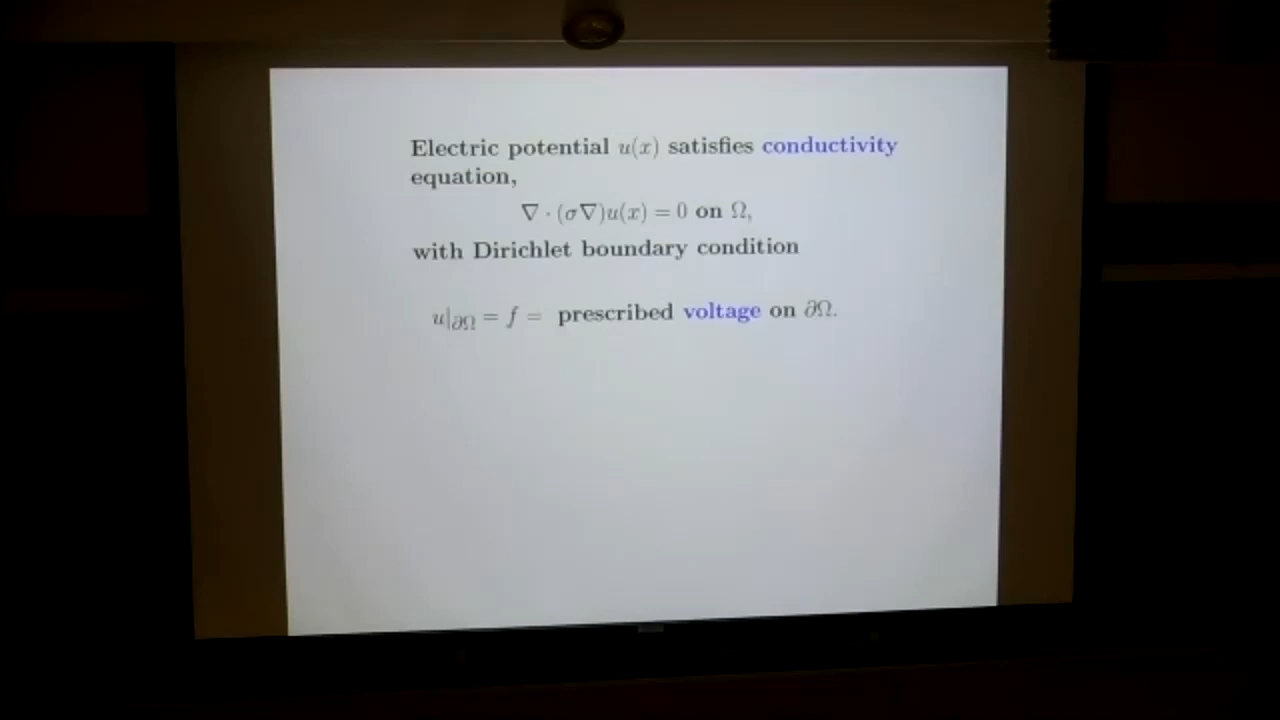 Electric potential u(x) satisfies conductivity
equation,
∇ · (σ∇)u(x) = 0 on Ω,
with Dirichlet boundary condition
u|∂Ω = f = prescribed voltage on ∂Ω.